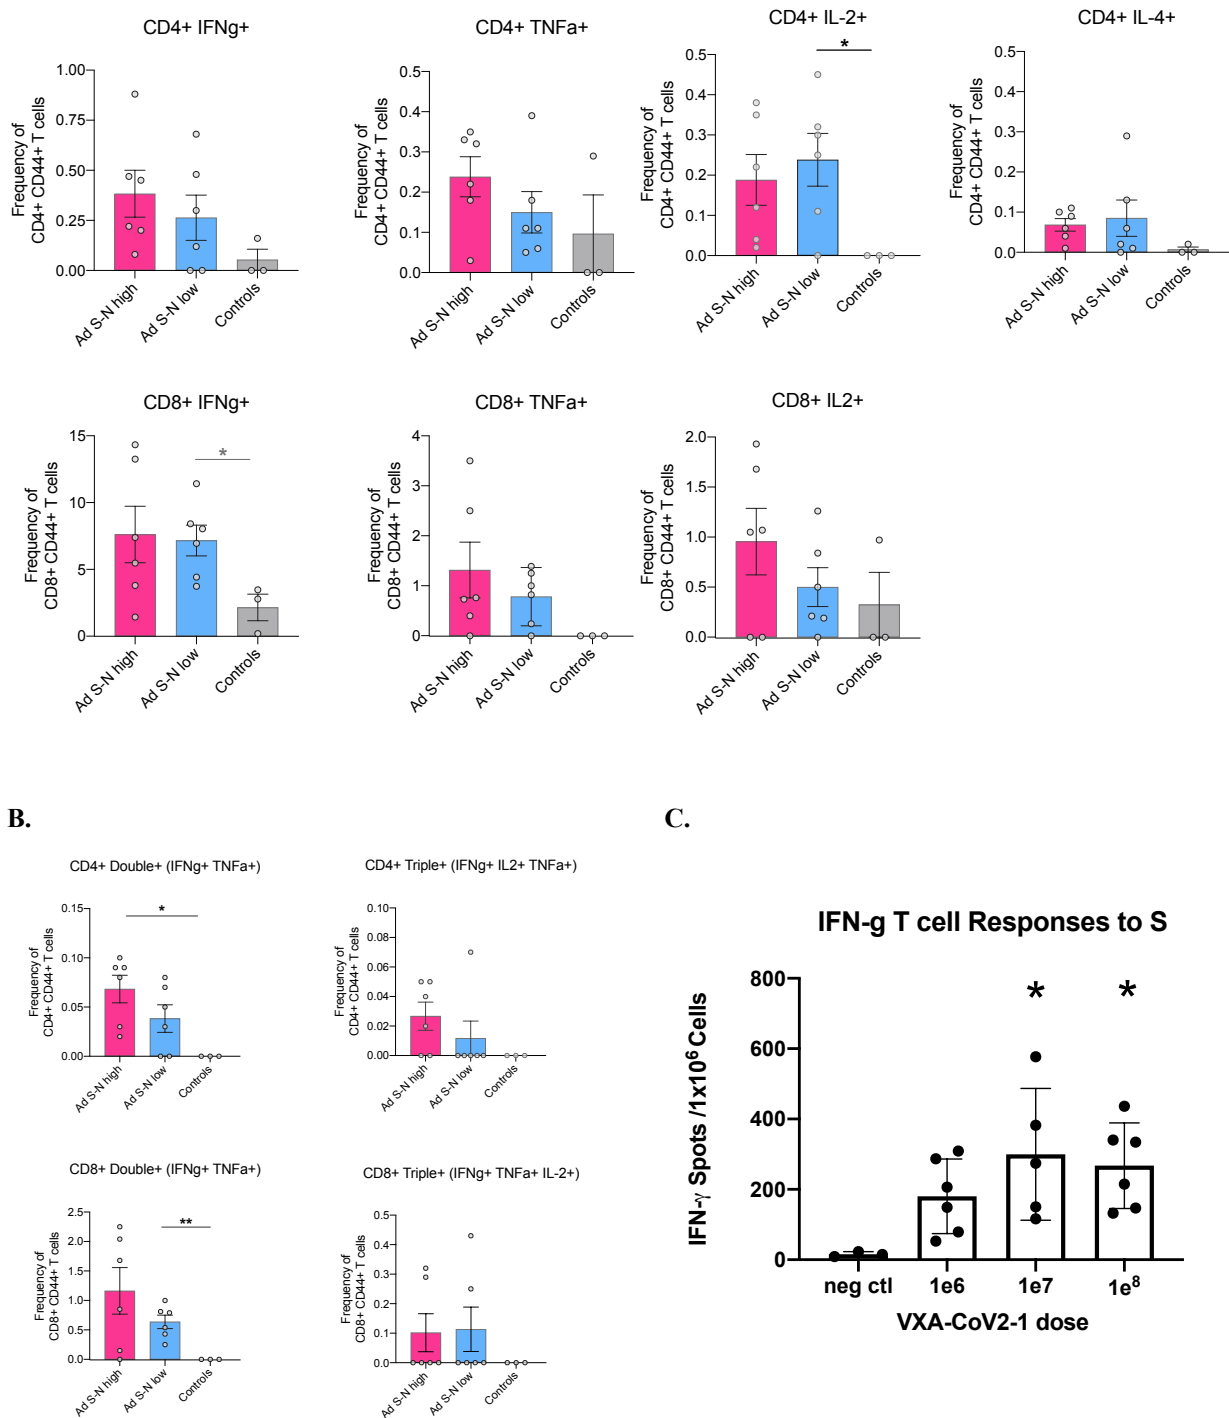 CD4+ IFNg+
Frequency of
CD4+ CD44+ T cells
1.00
0.75
0.50
0.25
0.00
Ad S-N high
Ad S-N low
Controls
CD4+ TNFa+
Frequency of
CD4+ CD44+ T cells
0.5
0.4
0.3
0.2
0.1
0.0
Ad S-N high
Ad S-N low
Controls
CD4+ IL-2+
*
Frequency of
CD4+ CD44+ T cells
0.5
0.4
0.3
0.2
0.1
0.0
Ad S-N high
Ad S-N low
Controls
CD4+ IL-4+
Frequency of
CD4+ CD44+ T cells
0.5
0.4
0.3
0.2
0.1
0.0
Ad S-N high
Ad S-N low
Controls
CD8+ IFNg+
*
Frequency of
CD8+ CD44+ T cells
15
10
5
0
Ad S-N high
Ad S-N low
Controls
CD8+ TNFa+
Frequency of
CD8+ CD44+ T cells
4
3
2
1
0
Ad S-N high
Ad S-N low
Controls
CD8+ IL2+
Frequency of
CD8+ CD44+ T cells
2.0
1.5
1.0
0.5
0.0
Ad S-N high
Ad S-N low
Controls
B.
CD4+ Double+ (IFNg+ TNFa+)
*
Frequency of
CD4+ CD44+ T cells
0.15
0.10
0.05
0.00
Ad S-N high
Ad S-N low
Controls
CD4+ Triple+ (IFNg+ IL2+ TNFa+)
Frequency of
CD4+ CD44+ T cells
0.10
0.08
0.06
0.04
0.02
0.00
Ad S-N high
Ad S-N low
Controls
CD8+ Double+ (IFNg+ TNFa+)
**
Frequency of
CD8+ CD44+ T cells
2.5
2.0
1.5
1.0
0.5
0.0
Ad S-N high
Ad S-N low
Controls
CD8+ Triple+ (IFNg+ TNFa+ IL-2+)
Frequency of
CD8+ CD44+ T cells
0.5
0.4
0.3
0.2
0.1
0.0
Ad S-N high
Ad S-N low
Controls
C.
IFN-g T cell Responses to S
* *
IFN-γ Spots /1x10⁶ Cells
800
600
400
200
0
neg ctl 1e6 1e7 1e⁸
VXA-CoV2-1 dose